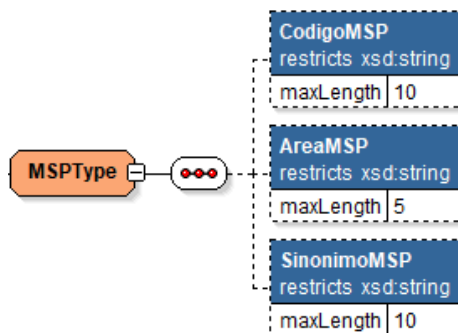 CodigoMSP
restricts xsd:string
maxLength 10
AreaMSP
restricts xsd:string
maxLength 5
MSPType
SinonimoMSP
restricts xsd:string
maxLength 10